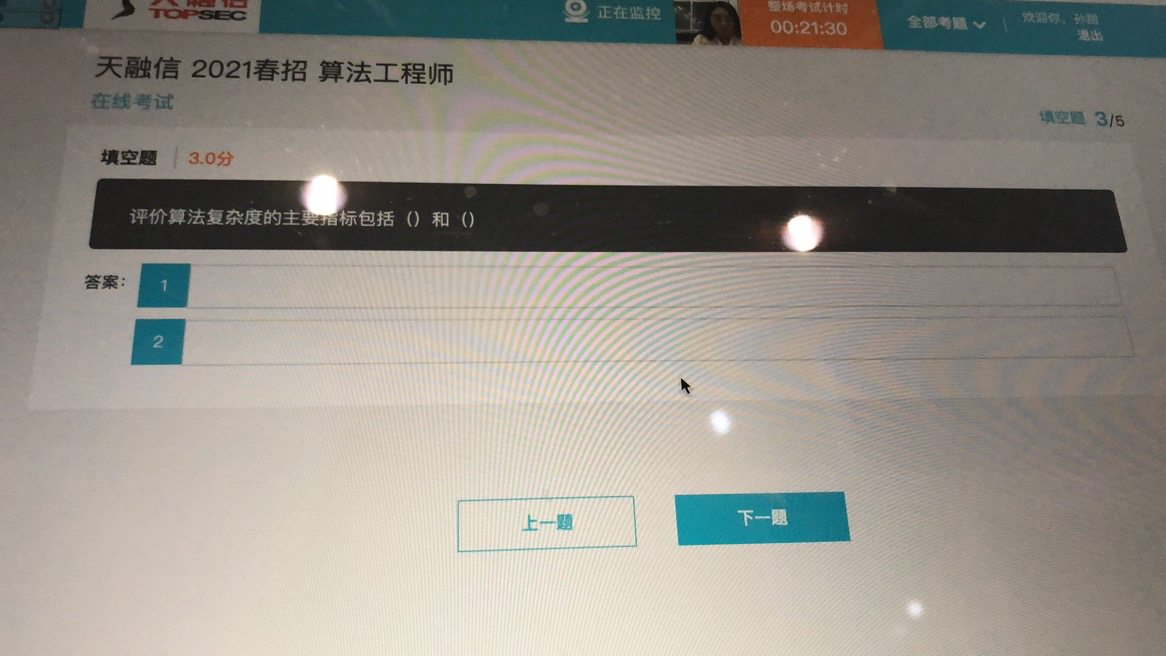 TOPSEC
正在监控
整场考试计时
00:21:30
全部考题
欢迎你，孙甜
退出
天融信 2021春招 算法工程师
在线考试
填空题 3/5
填空题 3.0分
评价算法复杂度的主要指标包括（）和（）
答案：
1
2
上一题
下一题